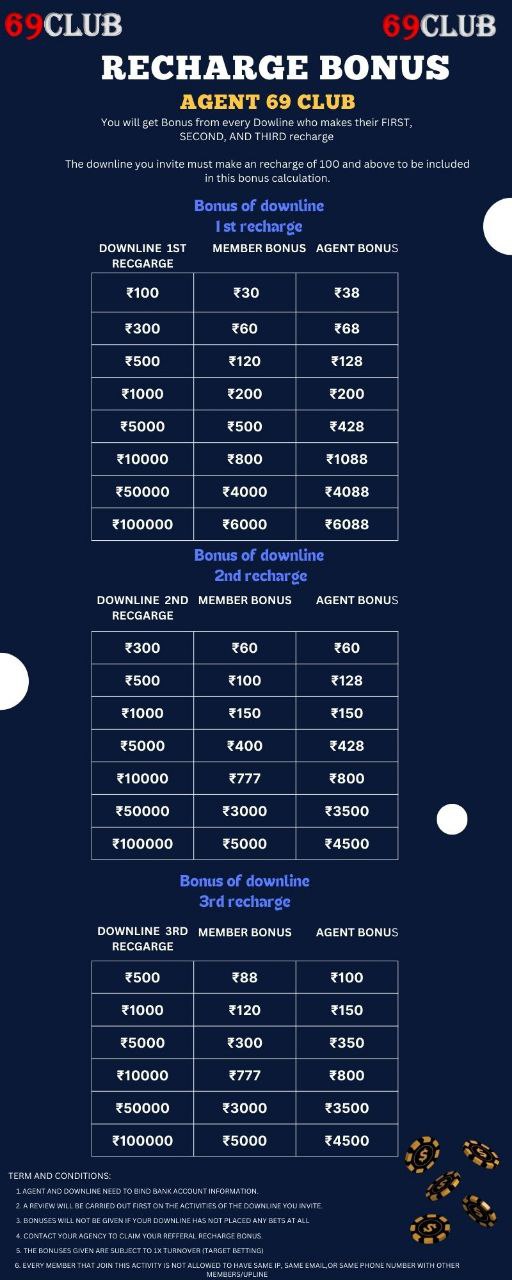 69CLUB 69CLUB
RECHARGE BONUS
AGENT 69 CLUB
You will get Bonus from every Dowline who makes their FIRST,
SECOND, AND THIRD recharge
The downline you invite must make an recharge of 100 and above to be included
in this bonus calculation.
Bonus of downline
1st recharge
DOWNLINE 1ST MEMBER BONUS AGENT BONUS
RECGARGE
₹100 ₹30 ₹38
₹300 ₹60 ₹68
₹500 ₹120 ₹128
₹1000 ₹200 ₹200
₹5000 ₹500 ₹428
₹10000 ₹800 ₹1088
₹50000 ₹4000 ₹4088
₹100000 ₹6000 ₹6088
Bonus of downline
2nd recharge
DOWNLINE 2ND MEMBER BONUS AGENT BONUS
RECGARGE
₹300 ₹60 ₹60
₹500 ₹100 ₹128
₹1000 ₹150 ₹150
₹5000 ₹400 ₹428
₹10000 ₹777 ₹800
₹50000 ₹3000 ₹3500
₹100000 ₹5000 ₹4500
Bonus of downline
3rd recharge
DOWNLINE 3RD MEMBER BONUS AGENT BONUS
RECGARGE
₹500 ₹88 ₹100
₹1000 ₹120 ₹150
₹5000 ₹300 ₹350
₹10000 ₹777 ₹800
₹50000 ₹3000 ₹3500
₹100000 ₹5000 ₹4500
TERM AND CONDITIONS:
1. AGENT AND DOWNLINE NEED TO BIND BANK ACCOUNT INFORMATION.
2. A REVIEW WILL BE CARRIED OUT FIRST ON THE ACTIVITIES OF THE DOWNLINE YOU INVITE.
3. BONUSES WILL NOT BE GIVEN IF YOUR DOWNLINE HAS NOT PLACED ANY BETS AT ALL
4. CONTACT YOUR AGENCY TO CLAIM YOUR REFFERAL RECHARGE BONUS.
5. THE BONUSES GIVEN ARE SUBJECT TO 1X TURNOVER (TARGET BETTING)
6. EVERY MEMBER THAT JOIN THIS ACTIVITY IS NOT ALLOWED TO HAVE SAME IP, SAME EMAIL,OR SAME PHONE NUMBER WITH OTHER
MEMBERS/UPLINE